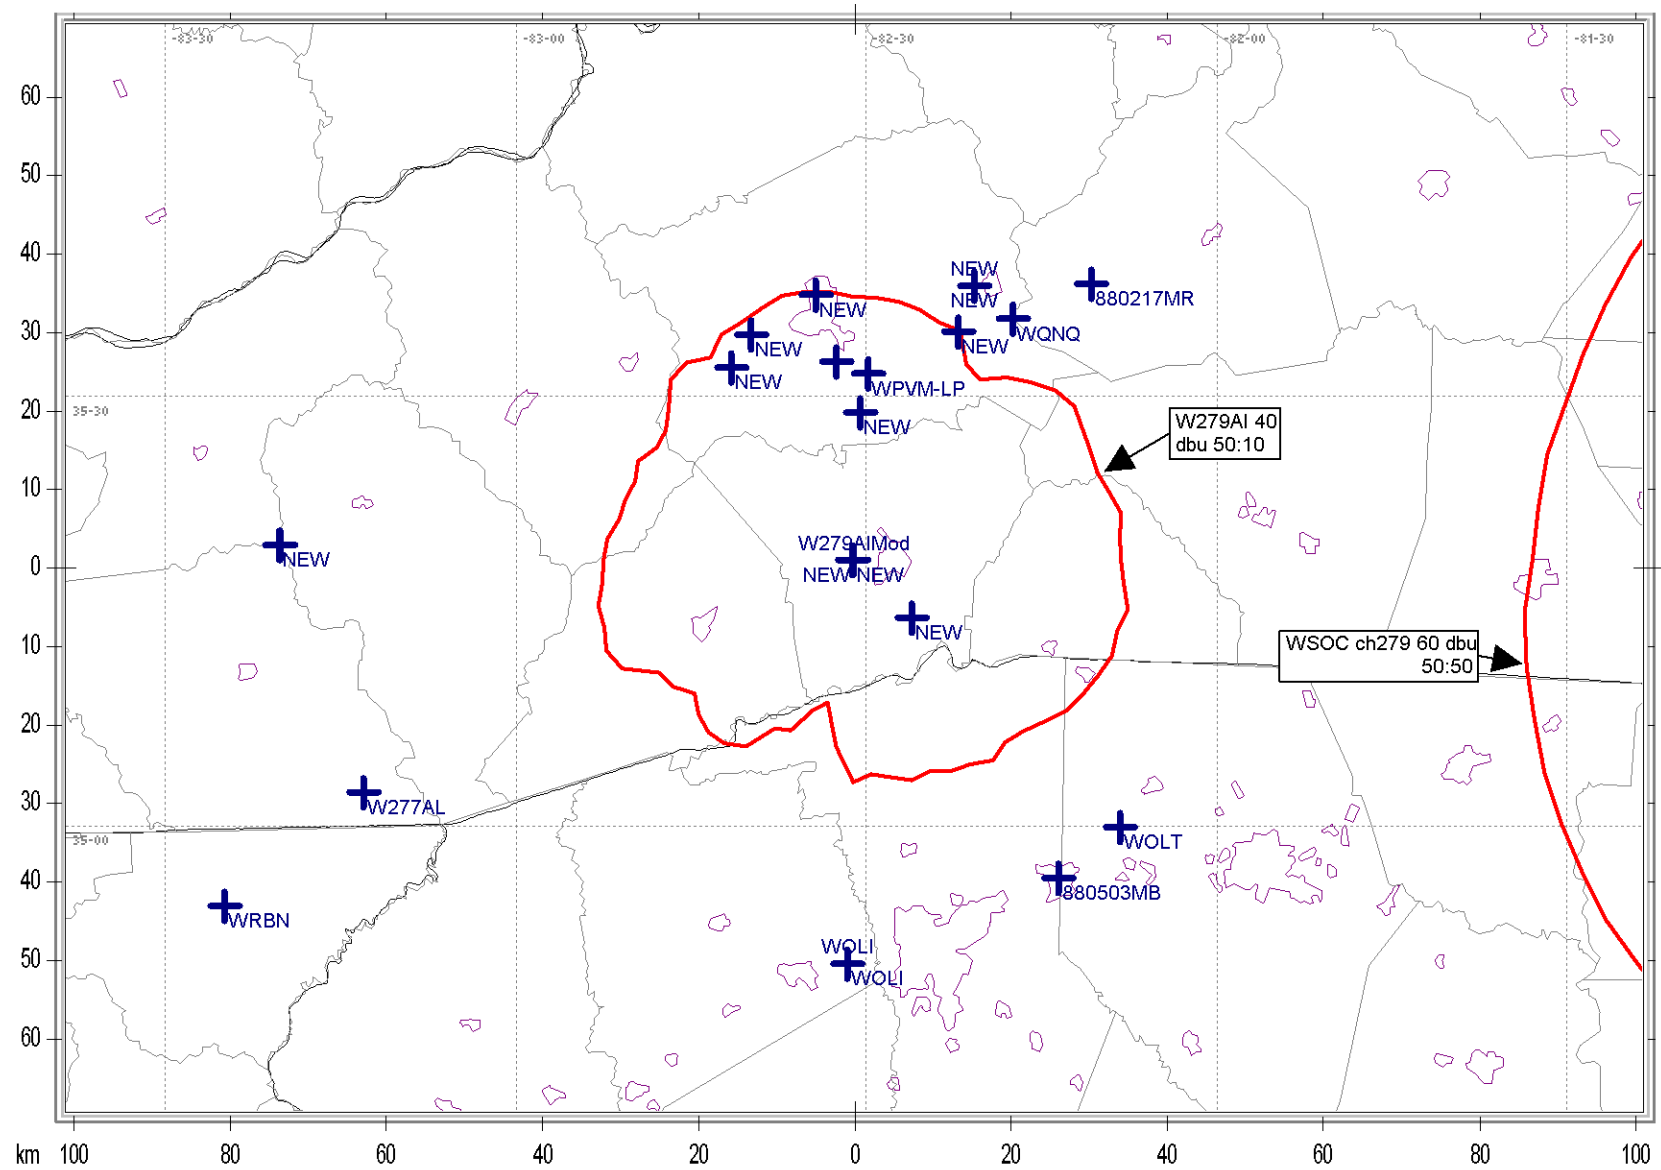 -83-30
-83-00
-82-30
-82-00
-81-30
60
50
40
30
20
10
0
10
20
30
40
50
60
NEW
NEW
880217MR
NEW
WQNQ
NEW
NEW
NEW
WPVM-LP
NEW
35-30
W279AI 40
dbu 50:10
W279AIMod
NEW NEW
NEW
NEW
WSOC ch279 60 dbu
50:50
W277AL
35-00
WOLT
880503MB
WRBN
WOLI
WOLI
km 100 80 60 40 20 0 20 40 60 80 100